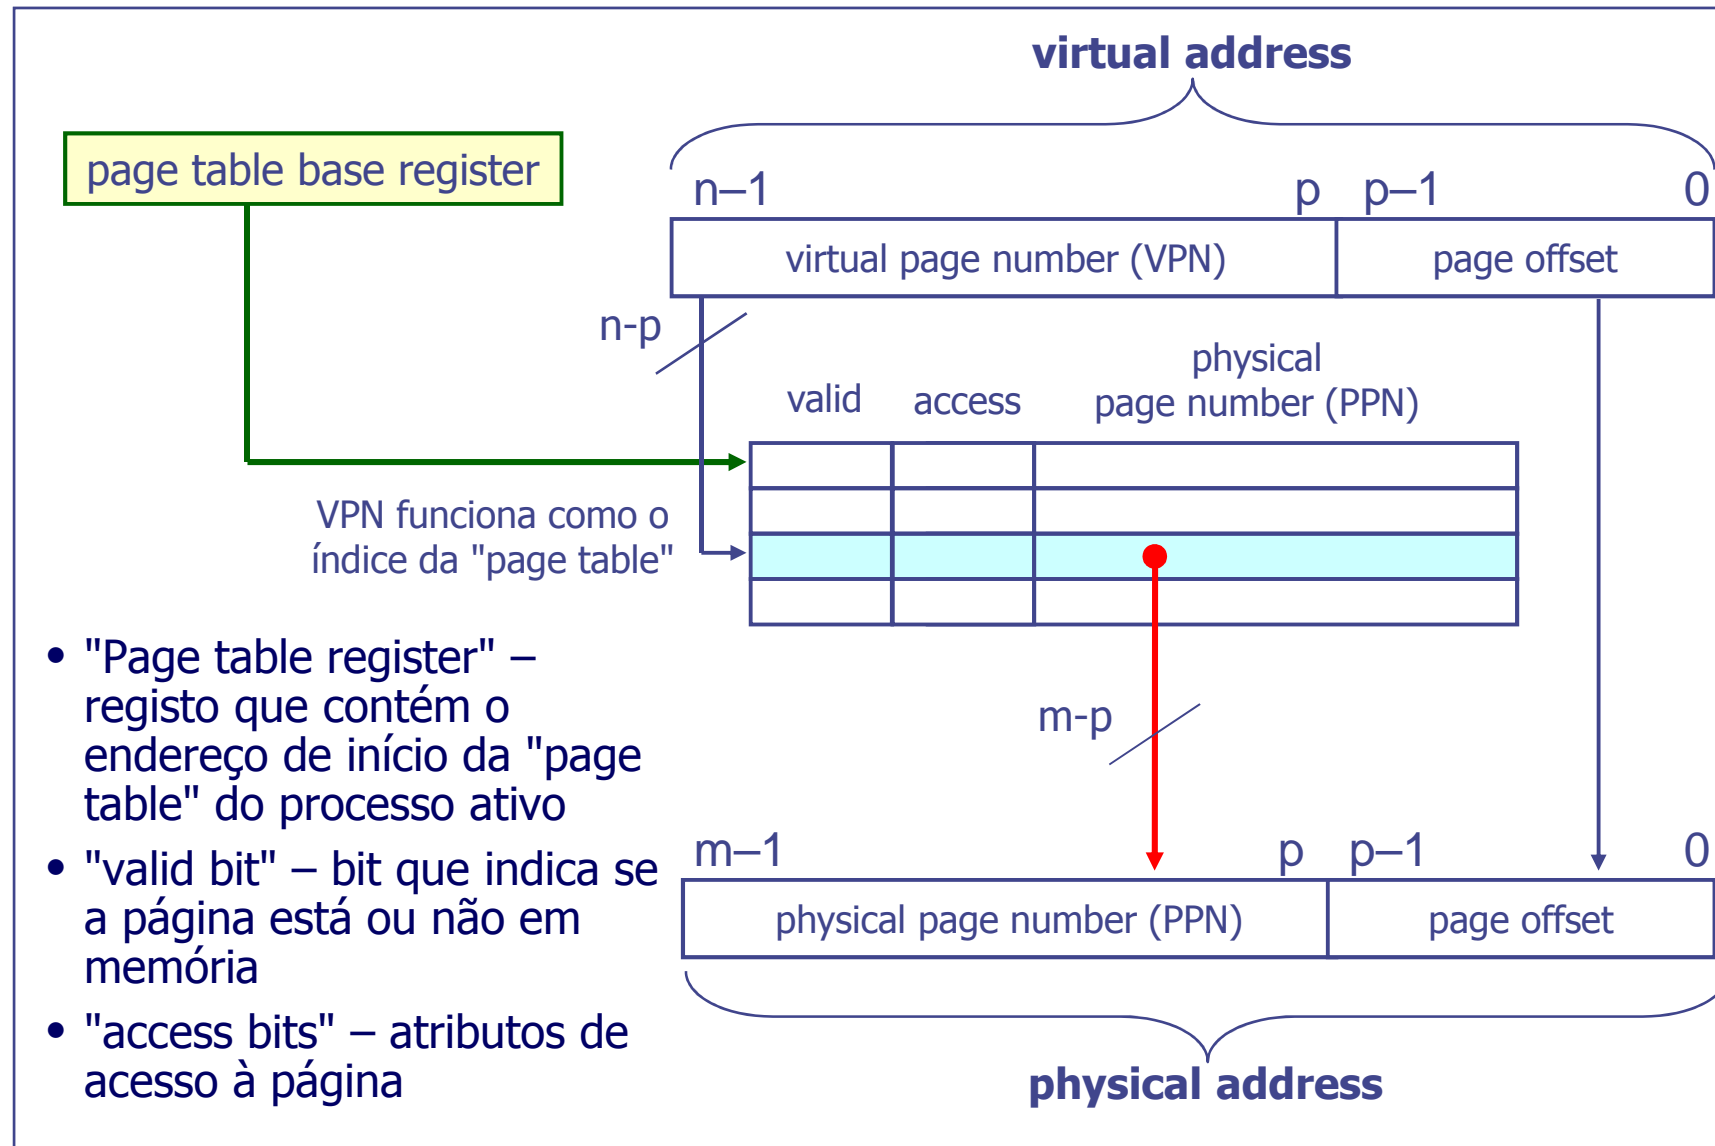 virtual address
page table base register
n–1 p p–1 0
virtual page number (VPN) page offset
n-p
physical
valid access page number (PPN)
VPN funciona como o
índice da "page table"
• "Page table register" –
registo que contém o
endereço de início da "page
table" do processo ativo
• "valid bit" – bit que indica se
a página está ou não em
memória
• "access bits" – atributos de
acesso à página
m-p
m–1 p p–1 0
physical page number (PPN) page offset
physical address